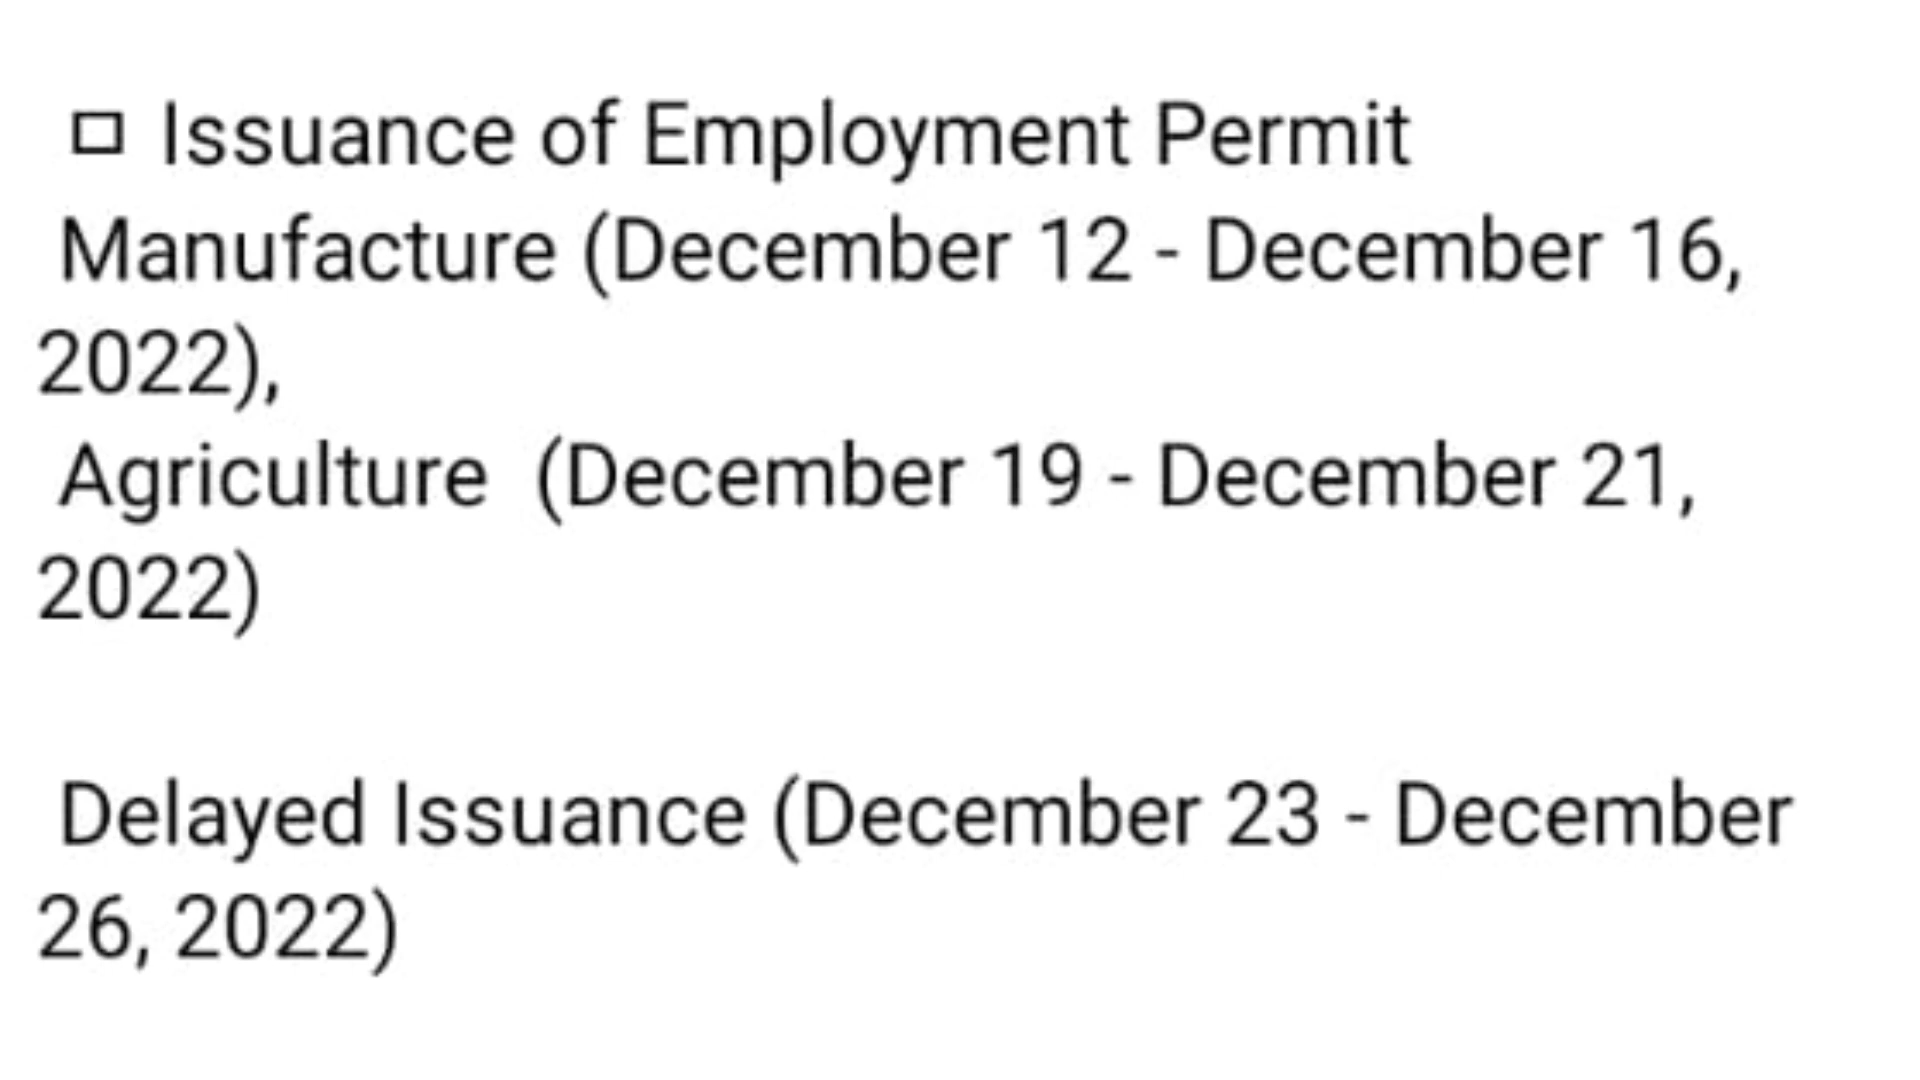 □ Issuance of Employment Permit
Manufacture (December 12 - December 16,
2022),
Agriculture  (December 19 - December 21,
2022)
Delayed Issuance (December 23 - December
26, 2022)